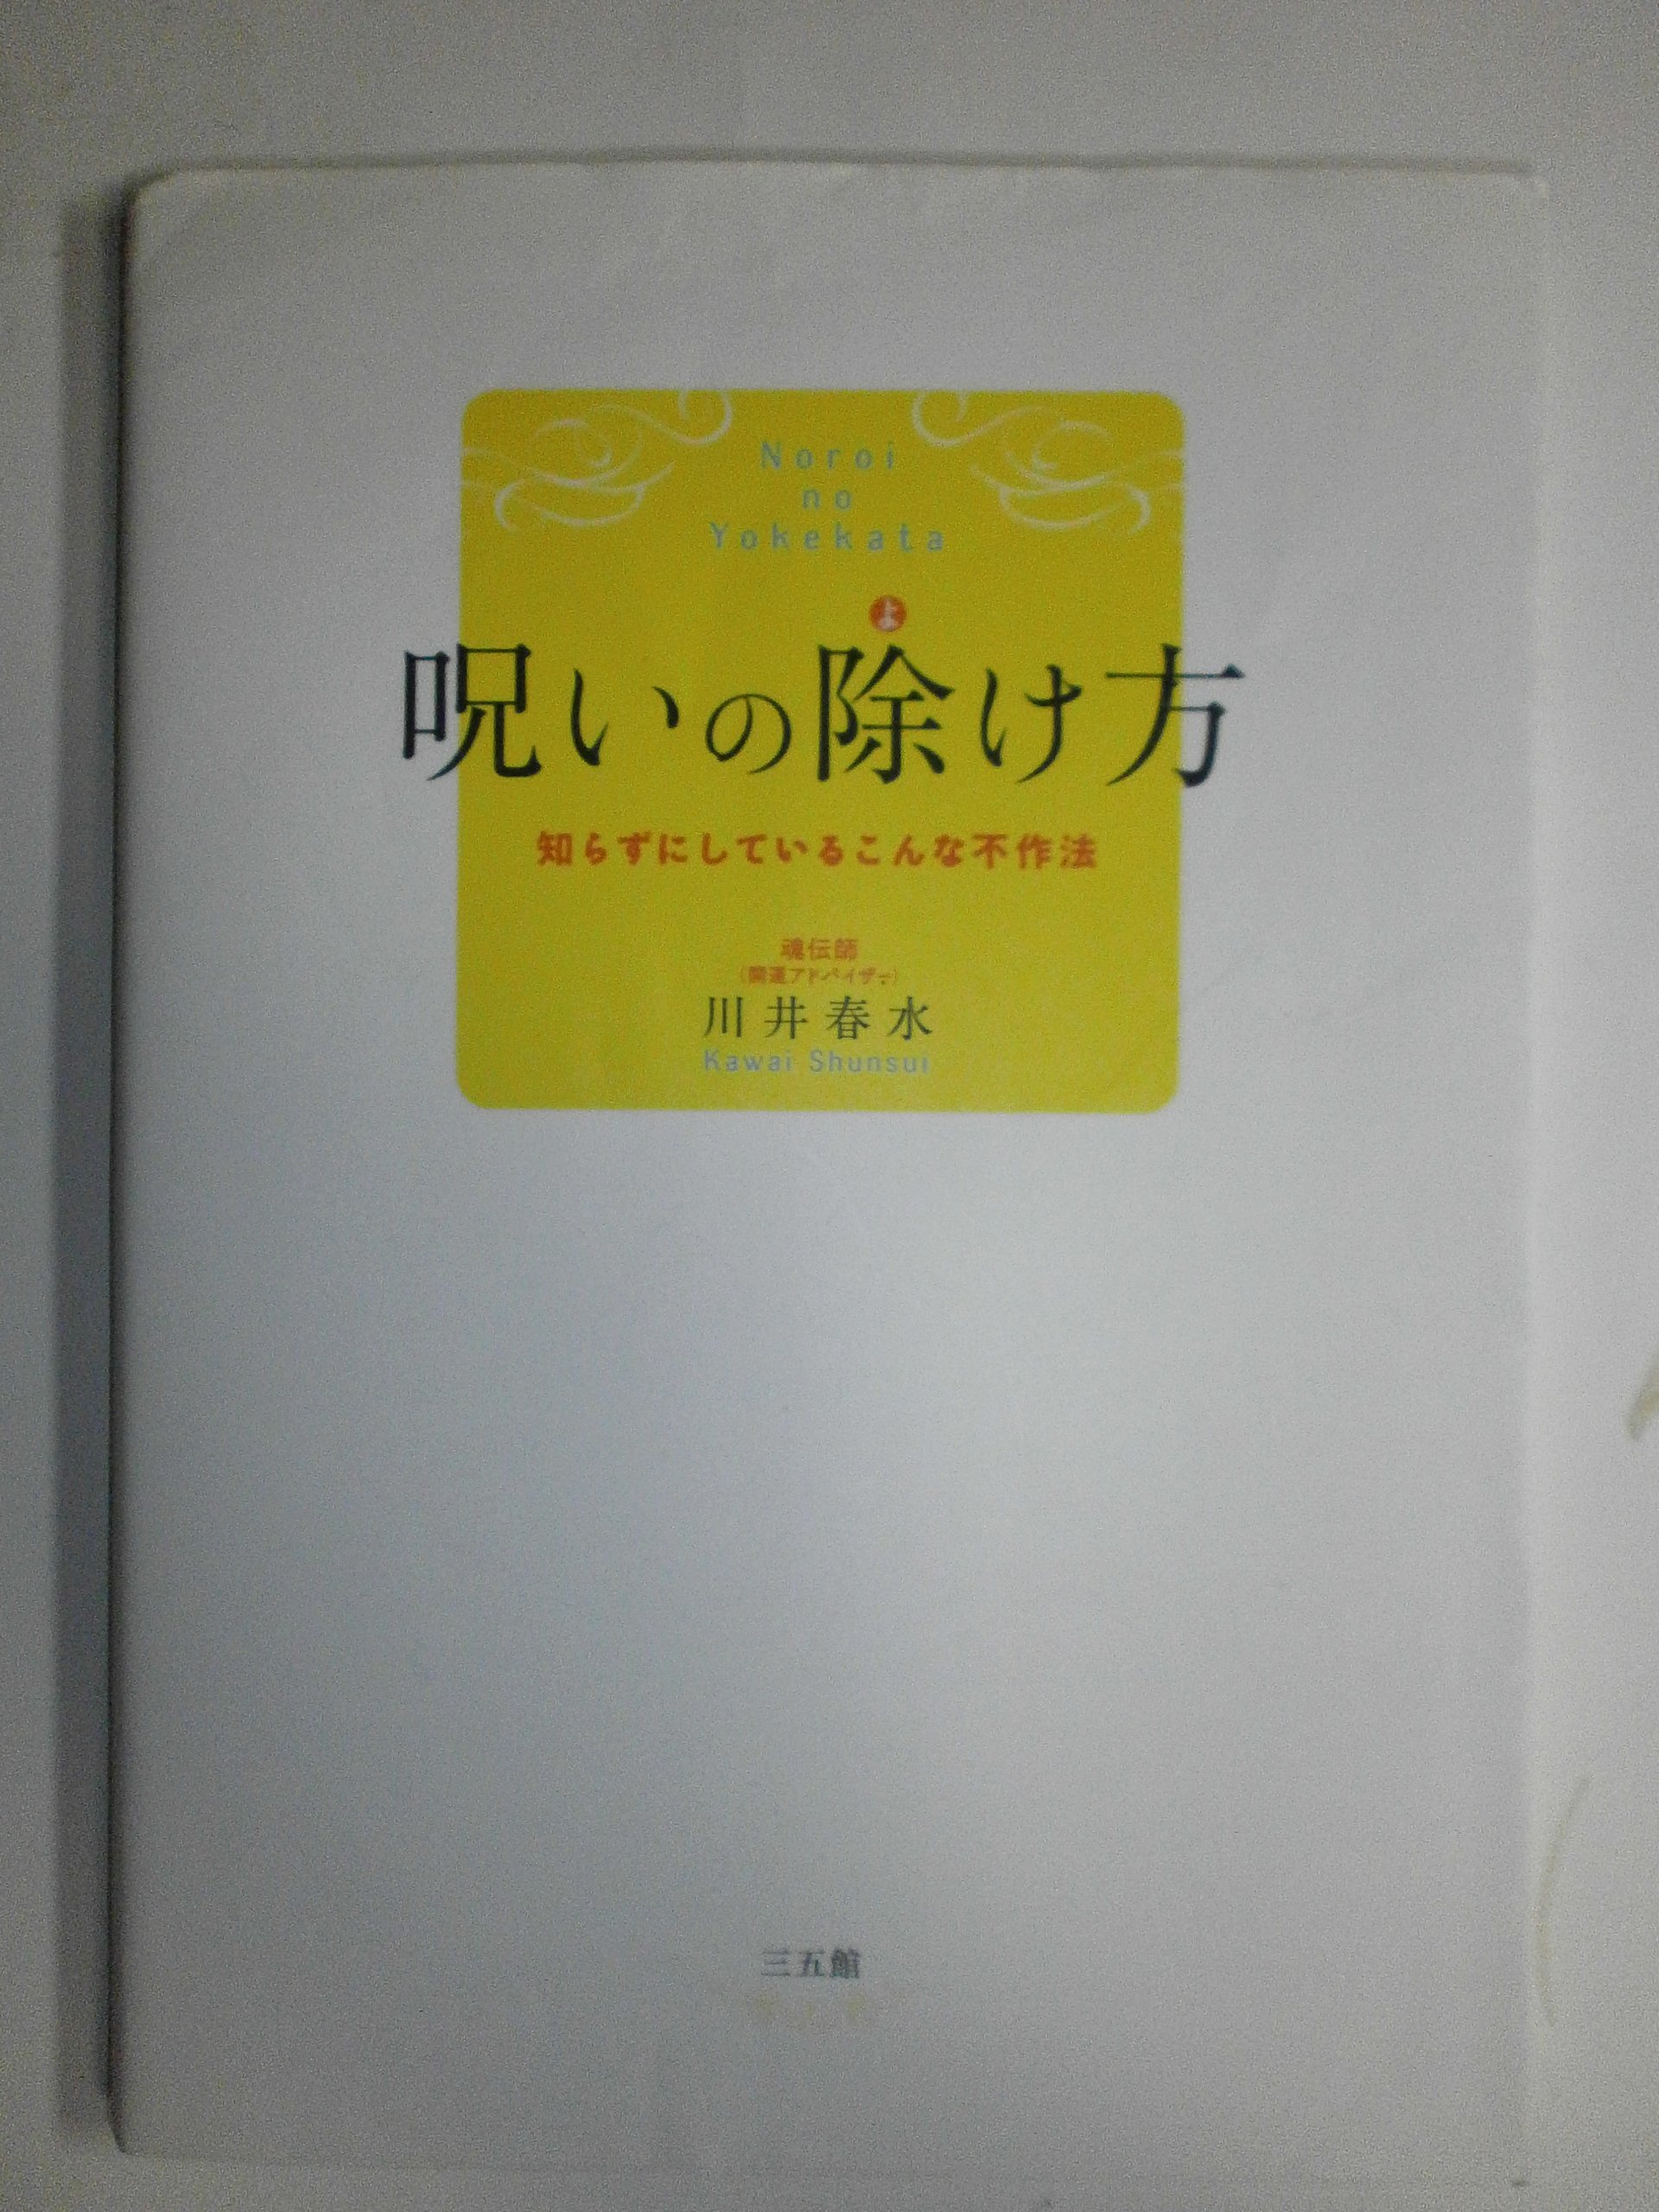 Noroi
no
Yokekata
よ
呪いの除け方
知らずにしているこんな不作法
魂伝師
（開運アドバイザー）
川井春水
Kawai Shunsui
三五館